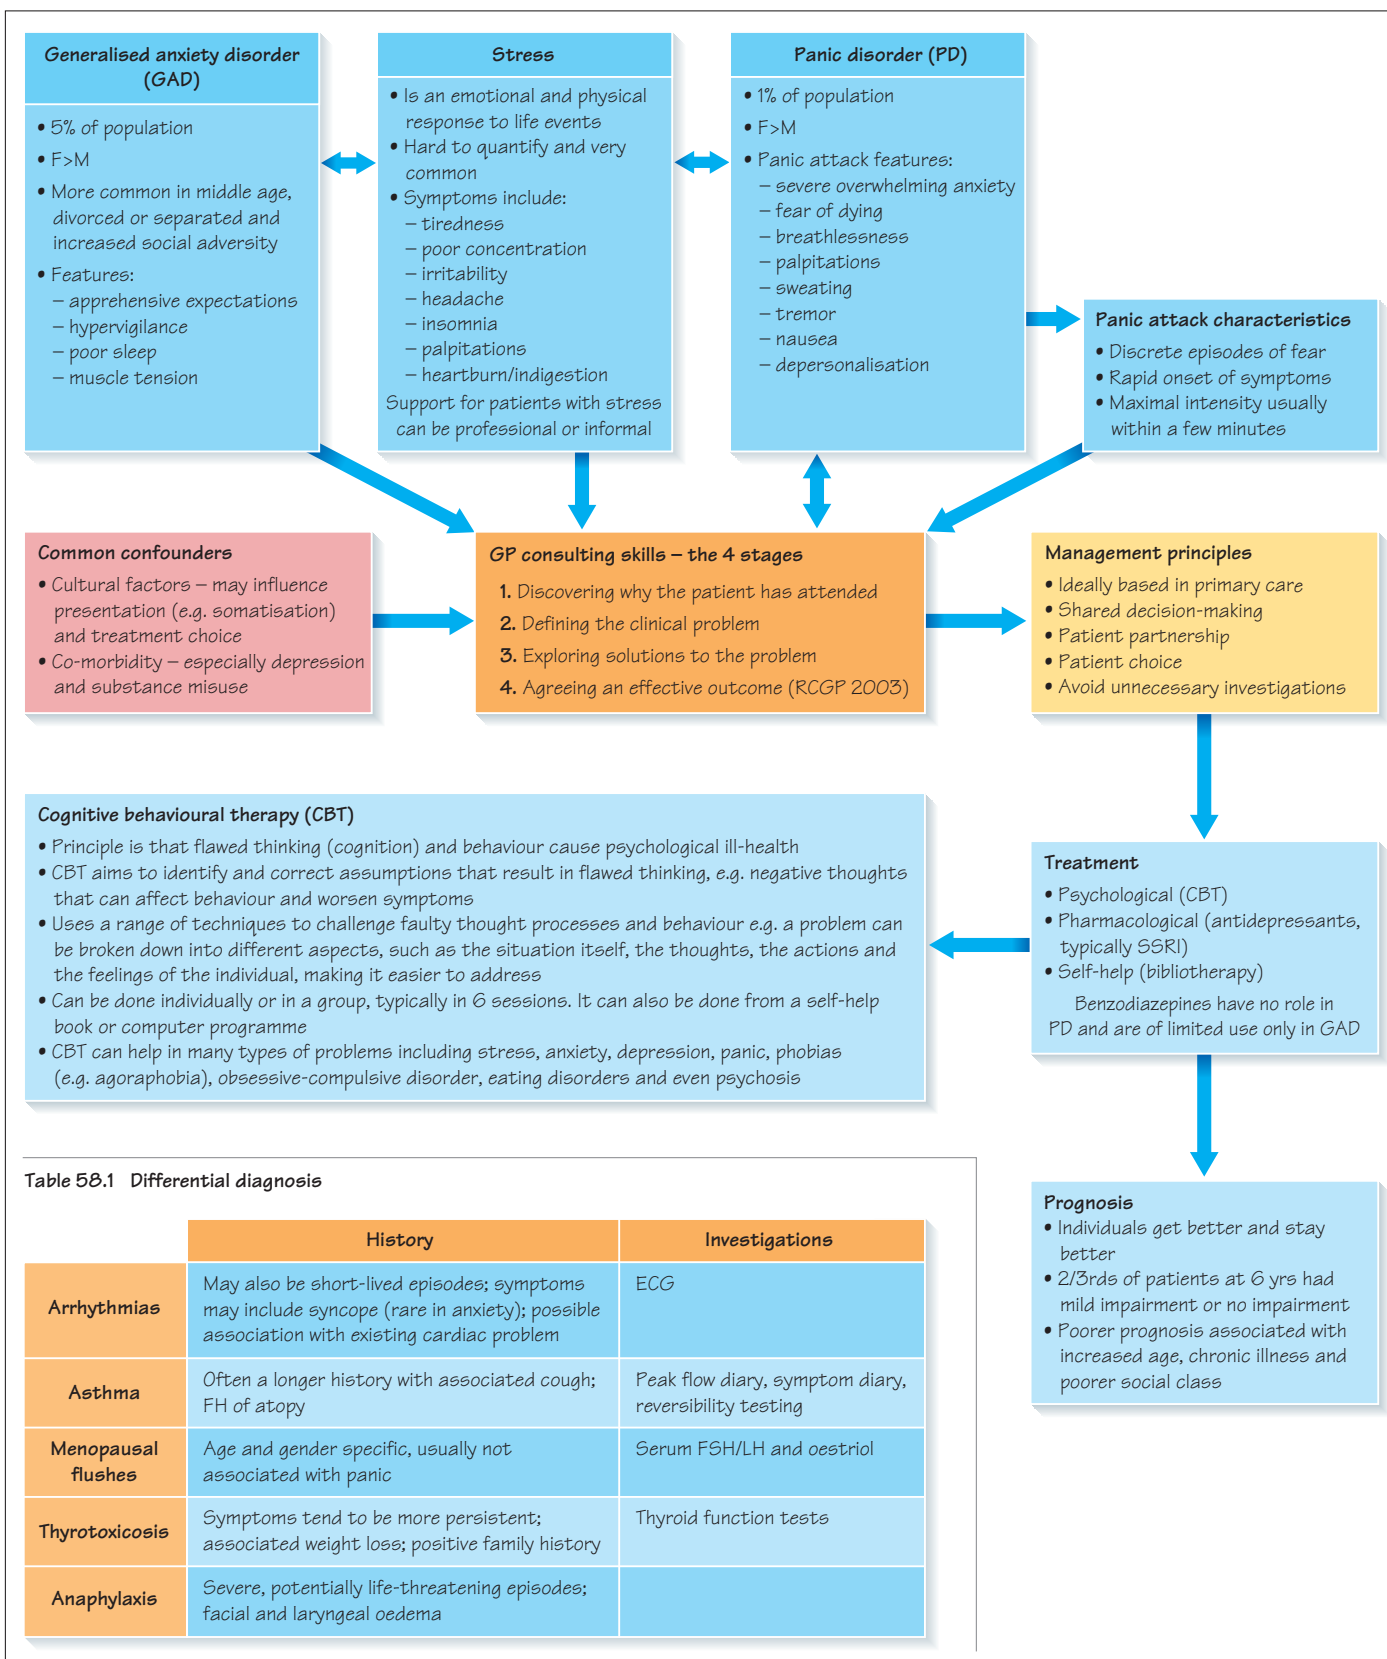 Generalised anxiety disorder
(GAD)
• 5% of population
• F>M
• More common in middle age,
divorced or separated and
increased social adversity
• Features:
– apprehensive expectations
– hypervigilance
– poor sleep
– muscle tension
Stress
• Is an emotional and physical
response to life events
• Hard to quantify and very
common
• Symptoms include:
– tiredness
– poor concentration
– irritability
– headache
– insomnia
– palpitations
– heartburn/indigestion
Support for patients with stress
can be professional or informal
Panic disorder (PD)
• 1% of population
• F>M
• Panic attack features:
– severe overwhelming anxiety
– fear of dying
– breathlessness
– palpitations
– sweating
– tremor
– nausea
– depersonalisation
Panic attack characteristics
• Discrete episodes of fear
• Rapid onset of symptoms
• Maximal intensity usually
within a few minutes
Common confounders
• Cultural factors – may influence
presentation (e.g. somatisation)
and treatment choice
• Co-morbidity – especially depression
and substance misuse
GP consulting skills – the 4 stages
1. Discovering why the patient has attended
2. Defining the clinical problem
3. Exploring solutions to the problem
4. Agreeing an effective outcome (RCGP 2003)
Management principles
• Ideally based in primary care
• Shared decision-making
• Patient partnership
• Patient choice
• Avoid unnecessary investigations
Cognitive behavioural therapy (CBT)
• Principle is that flawed thinking (cognition) and behaviour cause psychological ill-health
• CBT aims to identify and correct assumptions that result in flawed thinking, e.g. negative thoughts
that can affect behaviour and worsen symptoms
• Uses a range of techniques to challenge faulty thought processes and behaviour e.g. a problem can
be broken down into different aspects, such as the situation itself, the thoughts, the actions and
the feelings of the individual, making it easier to address
• Can be done individually or in a group, typically in 6 sessions. It can also be done from a self-help
book or computer programme
• CBT can help in many types of problems including stress, anxiety, depression, panic, phobias
(e.g. agoraphobia), obsessive-compulsive disorder, eating disorders and even psychosis
Treatment
• Psychological (CBT)
• Pharmacological (antidepressants,
typically SSRI)
• Self-help (bibliotherapy)
Benzodiazepines have no role in
PD and are of limited use only in GAD
Prognosis
• Individuals get better and stay
better
• 2/3rds of patients at 6 yrs had
mild impairment or no impairment
• Poorer prognosis associated with
increased age, chronic illness and
poorer social class
Table 58.1 Differential diagnosis
History
Investigations
Arrhythmias
May also be short-lived episodes; symptoms
may include syncope (rare in anxiety); possible
association with existing cardiac problem
ECG
Asthma
Often a longer history with associated cough;
FH of atopy
Peak flow diary, symptom diary,
reversibility testing
Menopausal
flushes
Age and gender specific, usually not
associated with panic
Serum FSH/LH and oestriol
Thyrotoxicosis
Symptoms tend to be more persistent;
associated weight loss; positive family history
Thyroid function tests
Anaphylaxis
Severe, potentially life-threatening episodes;
facial and laryngeal oedema